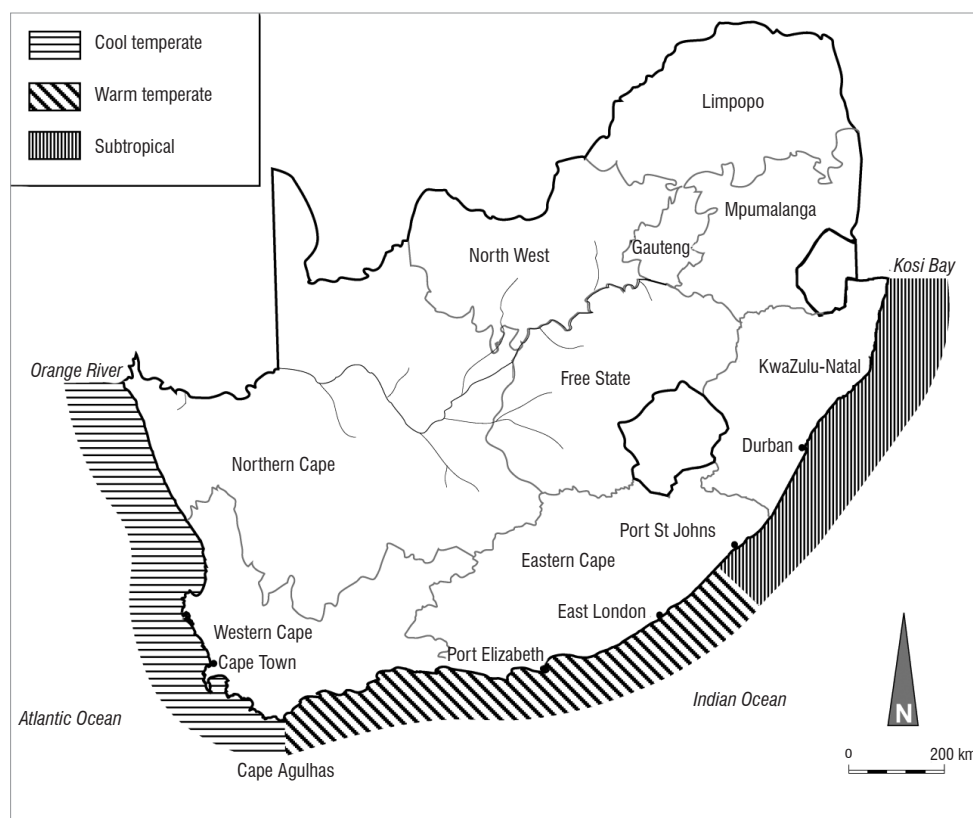 Cool temperate
Warm temperate
Subtropical
Limpopo
Mpumalanga
Gauteng
North West
Kosi Bay
Orange River
Free State
KwaZulu-Natal
Durban
Northern Cape
Port St Johns
Eastern Cape
East London
Western Cape
Port Elizabeth
Cape Town
Indian Ocean
Atlantic Ocean
N
Cape Agulhas
0 200 km